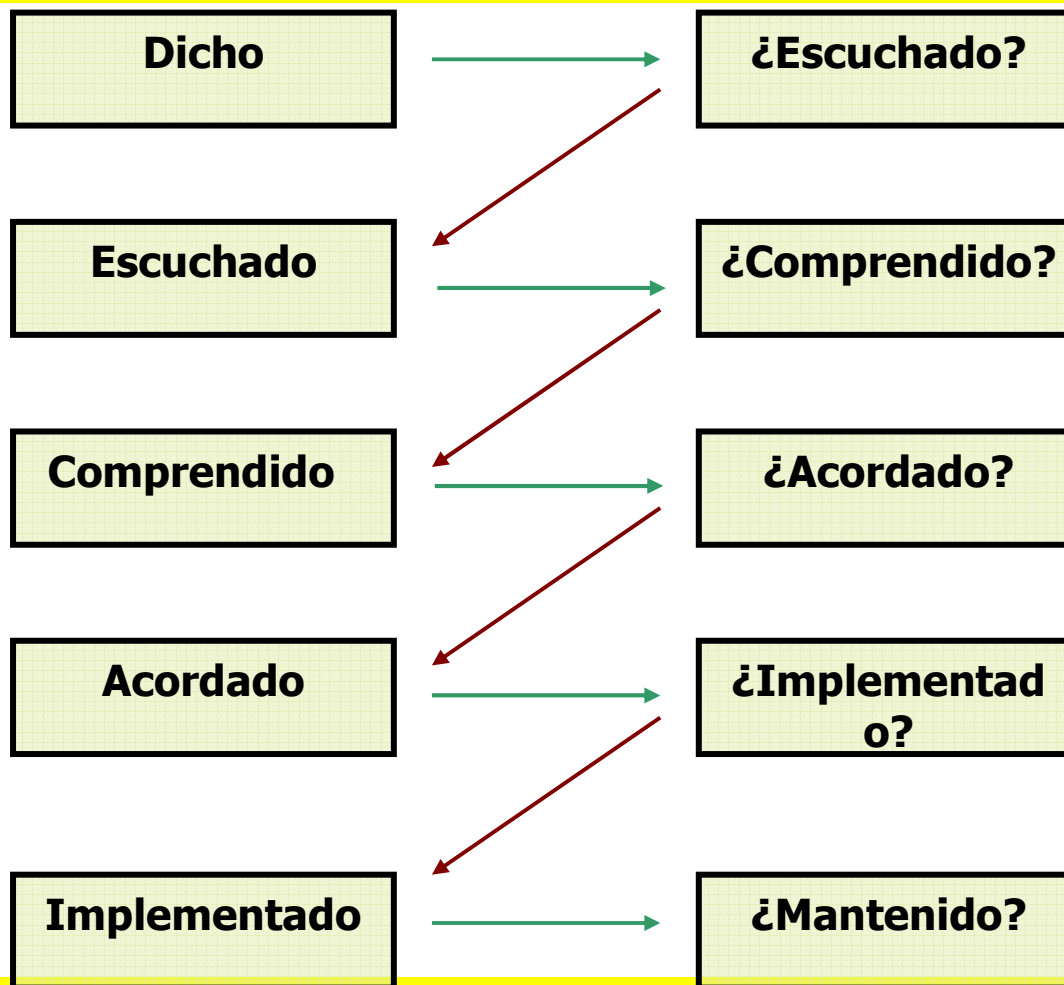 Dicho
¿Escuchado?
Escuchado
¿Comprendido?
Comprendido
¿Acordado?
Acordado
¿Implementad
o?
Implementado
¿Mantenido?